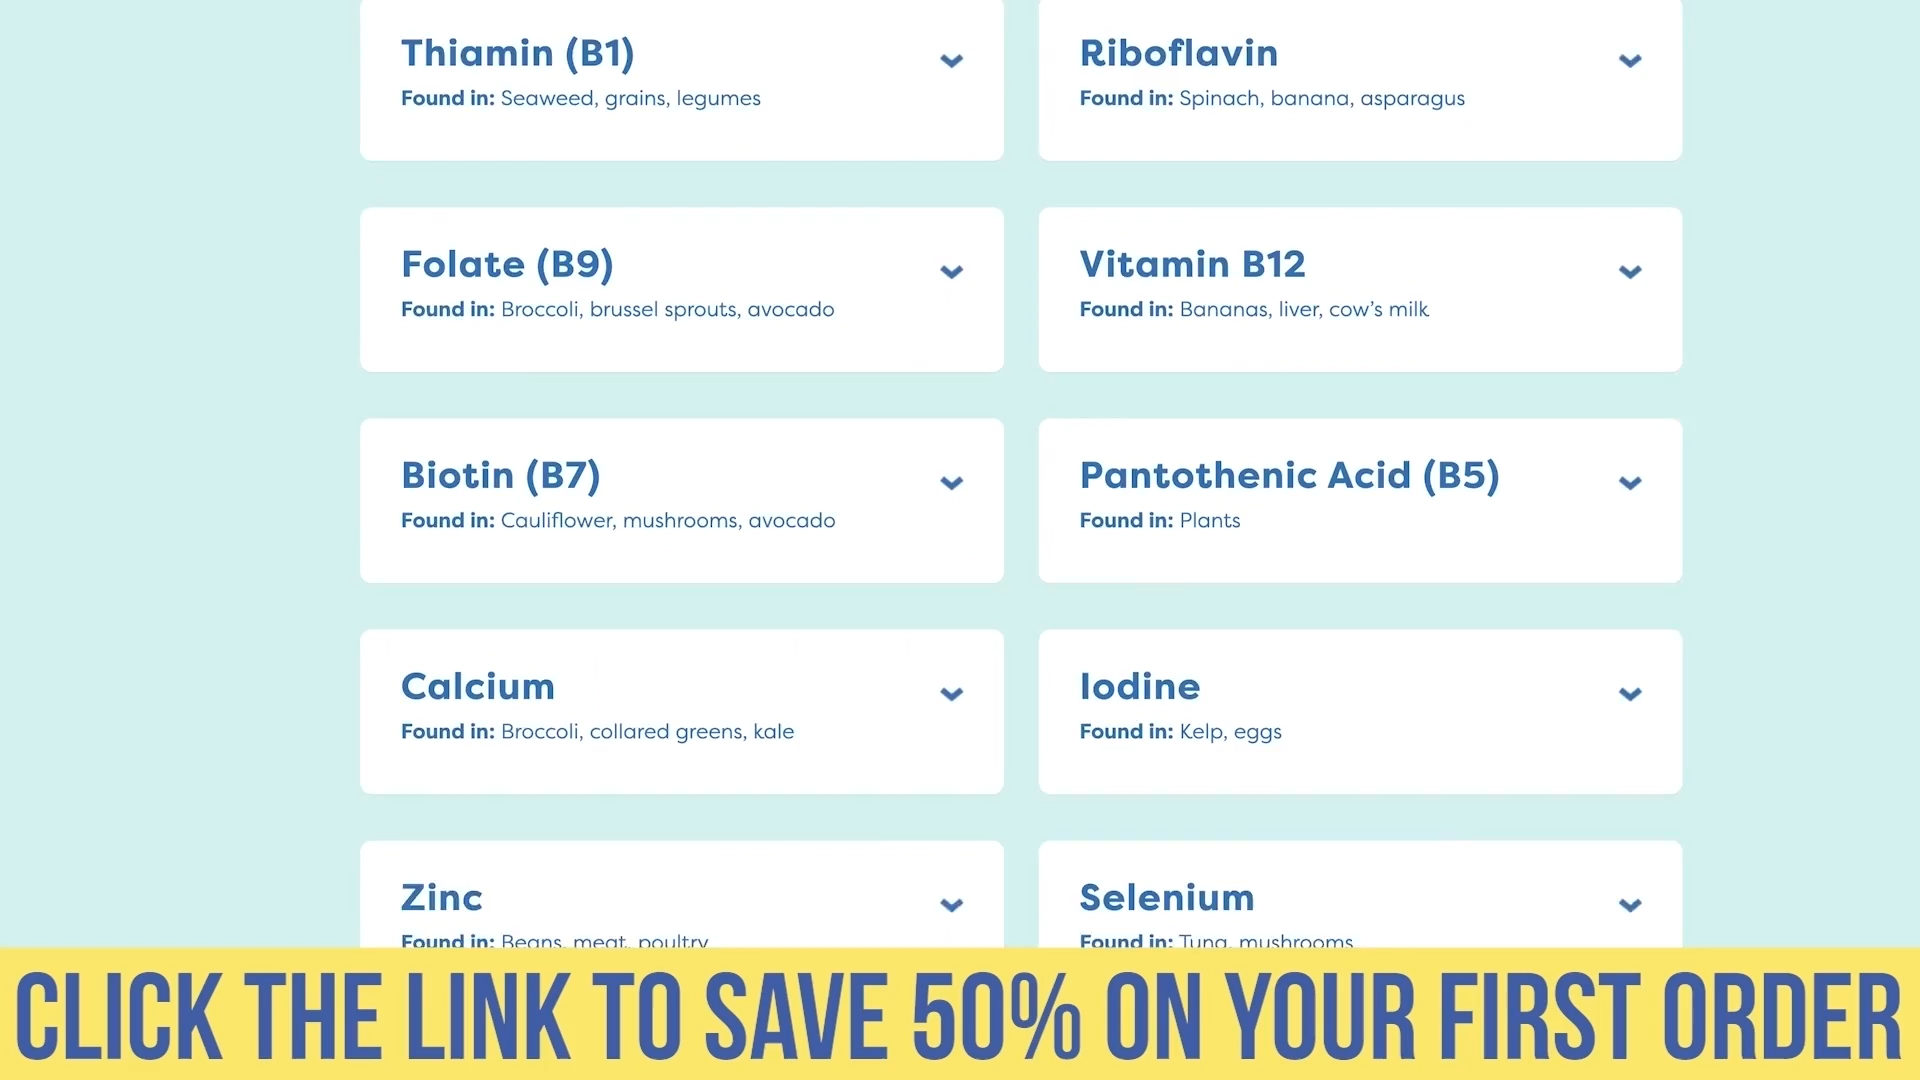 Thiamin (B1)
Found in: Seaweed, grains, legumes
Riboflavin
Found in: Spinach, banana, asparagus
Folate (B9)
Found in: Broccoli, brussel sprouts, avocado
Vitamin B12
Found in: Bananas, liver, cow's milk
Biotin (B7)
Found in: Cauliflower, mushrooms, avocado
Pantothenic Acid (B5)
Found in: Plants
Calcium
Found in: Broccoli, collared greens, kale
Iodine
Found in: Kelp, eggs
Zinc
Found in: Beans, meat, poultry
Selenium
Found in: Tuna, mushrooms
CLICK THE LINK TO SAVE 50% ON YOUR FIRST ORDER